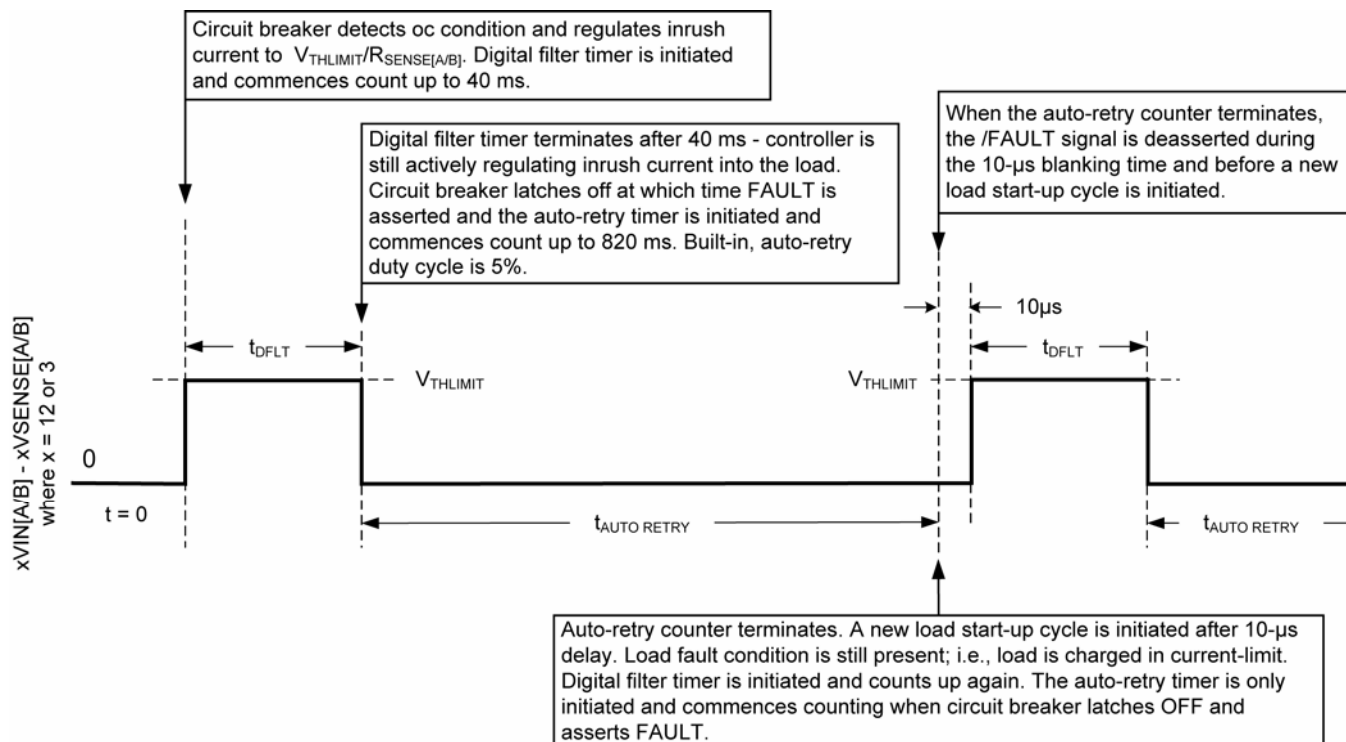 Circuit breaker detects oc condition and regulates inrush
current to VTHLIMIT/RSENSE[A/B]. Digital filter timer is initiated
and commences count up to 40 ms.
When the auto-retry counter terminates,
the /FAULT signal is deasserted during
the 10-µs blanking time and before a new
load start-up cycle is initiated.
Digital filter timer terminates after 40 ms - controller is
still actively regulating inrush current into the load.
Circuit breaker latches off at which time FAULT is
asserted and the auto-retry timer is initiated and
commences count up to 820 ms. Built-in, auto-retry
duty cycle is 5%.
10µs
tDFLT
tDFLT
VTHLIMIT
VTHLIMIT
xVIN[A/B] - xVSENSE[A/B]
where x = 12 or 3
0
t = 0
tAUTO RETRY
tAUTO RETRY
Auto-retry counter terminates. A new load start-up cycle is initiated after 10-µs
delay. Load fault condition is still present; i.e., load is charged in current-limit.
Digital filter timer is initiated and counts up again. The auto-retry timer is only
initiated and commences counting when circuit breaker latches OFF and
asserts FAULT.